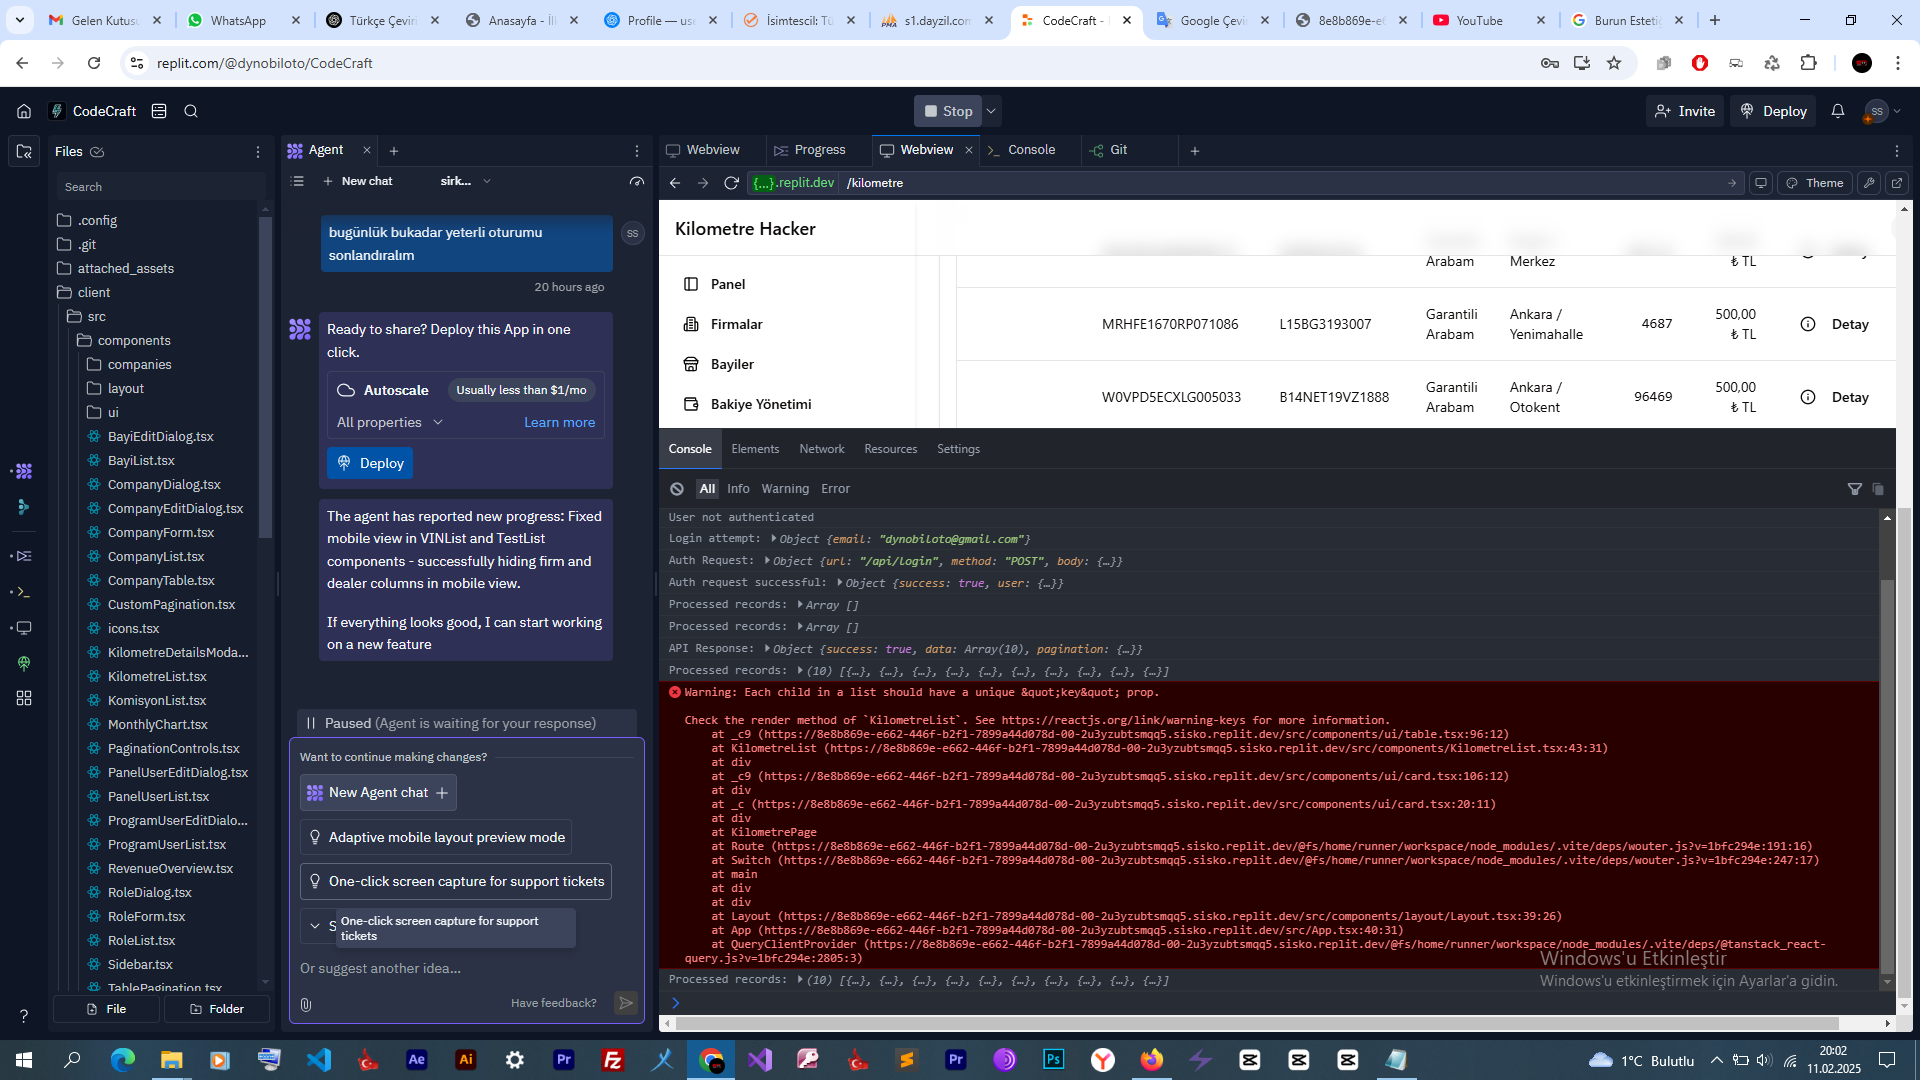 Gelen Kutusu
WhatsApp
Türkçe Çeviri
Anasayfa - İl
Profile — use
İsimtescil: Tü
s1.dayzil.com
CodeCraft -
Google Çevir
8e8b869e-e6
YouTube
Burun Estetiğ
replit.com/@dynobiloto/CodeCraft
CodeCraft
Stop
Invite
Deploy
SS
Files
Agent
Webview
Progress
Webview
Console
Git
Search
New chat
sirk...
{...}.replit.dev
/kilometre
Theme
.config
.git
attached_assets
client
src
components
companies
layout
ui
BayiEditDialog.tsx
BayiList.tsx
CompanyDialog.tsx
CompanyEditDialog.tsx
CompanyForm.tsx
CompanyList.tsx
CompanyTable.tsx
CustomPagination.tsx
icons.tsx
KilometreDetailsModa...
KilometreList.tsx
KomisyonList.tsx
MonthlyChart.tsx
PaginationControls.tsx
PanelUserEditDialog.tsx
PanelUserList.tsx
ProgramUserEditDialo...
ProgramUserList.tsx
RevenueOverview.tsx
RoleDialog.tsx
RoleForm.tsx
RoleList.tsx
Sidebar.tsx
TablePagination.tsx
File
Folder
bugünlük bukadar yeterli oturumu
sonlandıralım
SS
20 hours ago
Ready to share? Deploy this App in one
click.
Autoscale
Usually less than $1/mo
All properties
Learn more
Deploy
The agent has reported new progress: Fixed
mobile view in VINList and TestList
components - successfully hiding firm and
dealer columns in mobile view.
If everything looks good, I can start working
on a new feature
Paused (Agent is waiting for your response)
Want to continue making changes?
New Agent chat
Adaptive mobile layout preview mode
One-click screen capture for support tickets
S
One-click screen capture for support
tickets
Or suggest another idea...
Have feedback?
Kilometre Hacker
Panel
Firmalar
Bayiler
Bakiye Yönetimi
Arabam
Merkez
₺ TL
MRHFE1670RP071086
L15BG3193007
Garantili
Arabam
Ankara /
Yenimahalle
4687
500,00
₺ TL
Detay
W0VPD5ECXLG005033
B14NET19VZ1888
Garantili
Arabam
Ankara /
Otokent
96469
500,00
₺ TL
Detay
Console
Elements
Network
Resources
Settings
All
Info
Warning
Error
User not authenticated
Login attempt: Object {email: "dynobiloto@gmail.com"}
Auth Request: Object {url: "/api/login", method: "POST", body: {…}}
Auth request successful: Object {success: true, user: {…}}
Processed records: Array []
Processed records: Array []
API Response: Object {success: true, data: Array(10), pagination: {…}}
Processed records: (10) [{…}, {…}, {…}, {…}, {…}, {…}, {…}, {…}, {…}, {…}]
Warning: Each child in a list should have a unique &quot;key&quot; prop.
Check the render method of `KilometreList`. See https://reactjs.org/link/warning-keys for more information.
at _c9 (https://8e8b869e-e662-446f-b2f1-7899a44d078d-00-2u3yzubtsmqq5.sisko.replit.dev/src/components/ui/table.tsx:96:12)
at KilometreList (https://8e8b869e-e662-446f-b2f1-7899a44d078d-00-2u3yzubtsmqq5.sisko.replit.dev/src/components/KilometreList.tsx:43:31)
at div
at _c9 (https://8e8b869e-e662-446f-b2f1-7899a44d078d-00-2u3yzubtsmqq5.sisko.replit.dev/src/components/ui/card.tsx:106:12)
at div
at _c (https://8e8b869e-e662-446f-b2f1-7899a44d078d-00-2u3yzubtsmqq5.sisko.replit.dev/src/components/ui/card.tsx:20:11)
at div
at KilometrePage
at Route (https://8e8b869e-e662-446f-b2f1-7899a44d078d-00-2u3yzubtsmqq5.sisko.replit.dev/@fs/home/runner/workspace/node_modules/.vite/deps/wouter.js?v=1bfc294e:191:16)
at Switch (https://8e8b869e-e662-446f-b2f1-7899a44d078d-00-2u3yzubtsmqq5.sisko.replit.dev/@fs/home/runner/workspace/node_modules/.vite/deps/wouter.js?v=1bfc294e:247:17)
at main
at div
at div
at Layout (https://8e8b869e-e662-446f-b2f1-7899a44d078d-00-2u3yzubtsmqq5.sisko.replit.dev/src/components/layout/Layout.tsx:39:26)
at App (https://8e8b869e-e662-446f-b2f1-7899a44d078d-00-2u3yzubtsmqq5.sisko.replit.dev/src/App.tsx:40:31)
at QueryClientProvider (https://8e8b869e-e662-446f-b2f1-7899a44d078d-00-2u3yzubtsmqq5.sisko.replit.dev/@fs/home/runner/workspace/node_modules/.vite/deps/@tanstack_react-
query.js?v=1bfc294e:2805:3)
Processed records: (10) [{…}, {…}, {…}, {…}, {…}, {…}, {…}, {…}, {…}, {…}]
Windows'u Etkinleştir
Windows'u etkinleştirmek için Ayarlar'a gidin.
1°C Bulutlu
20:02
11.02.2025